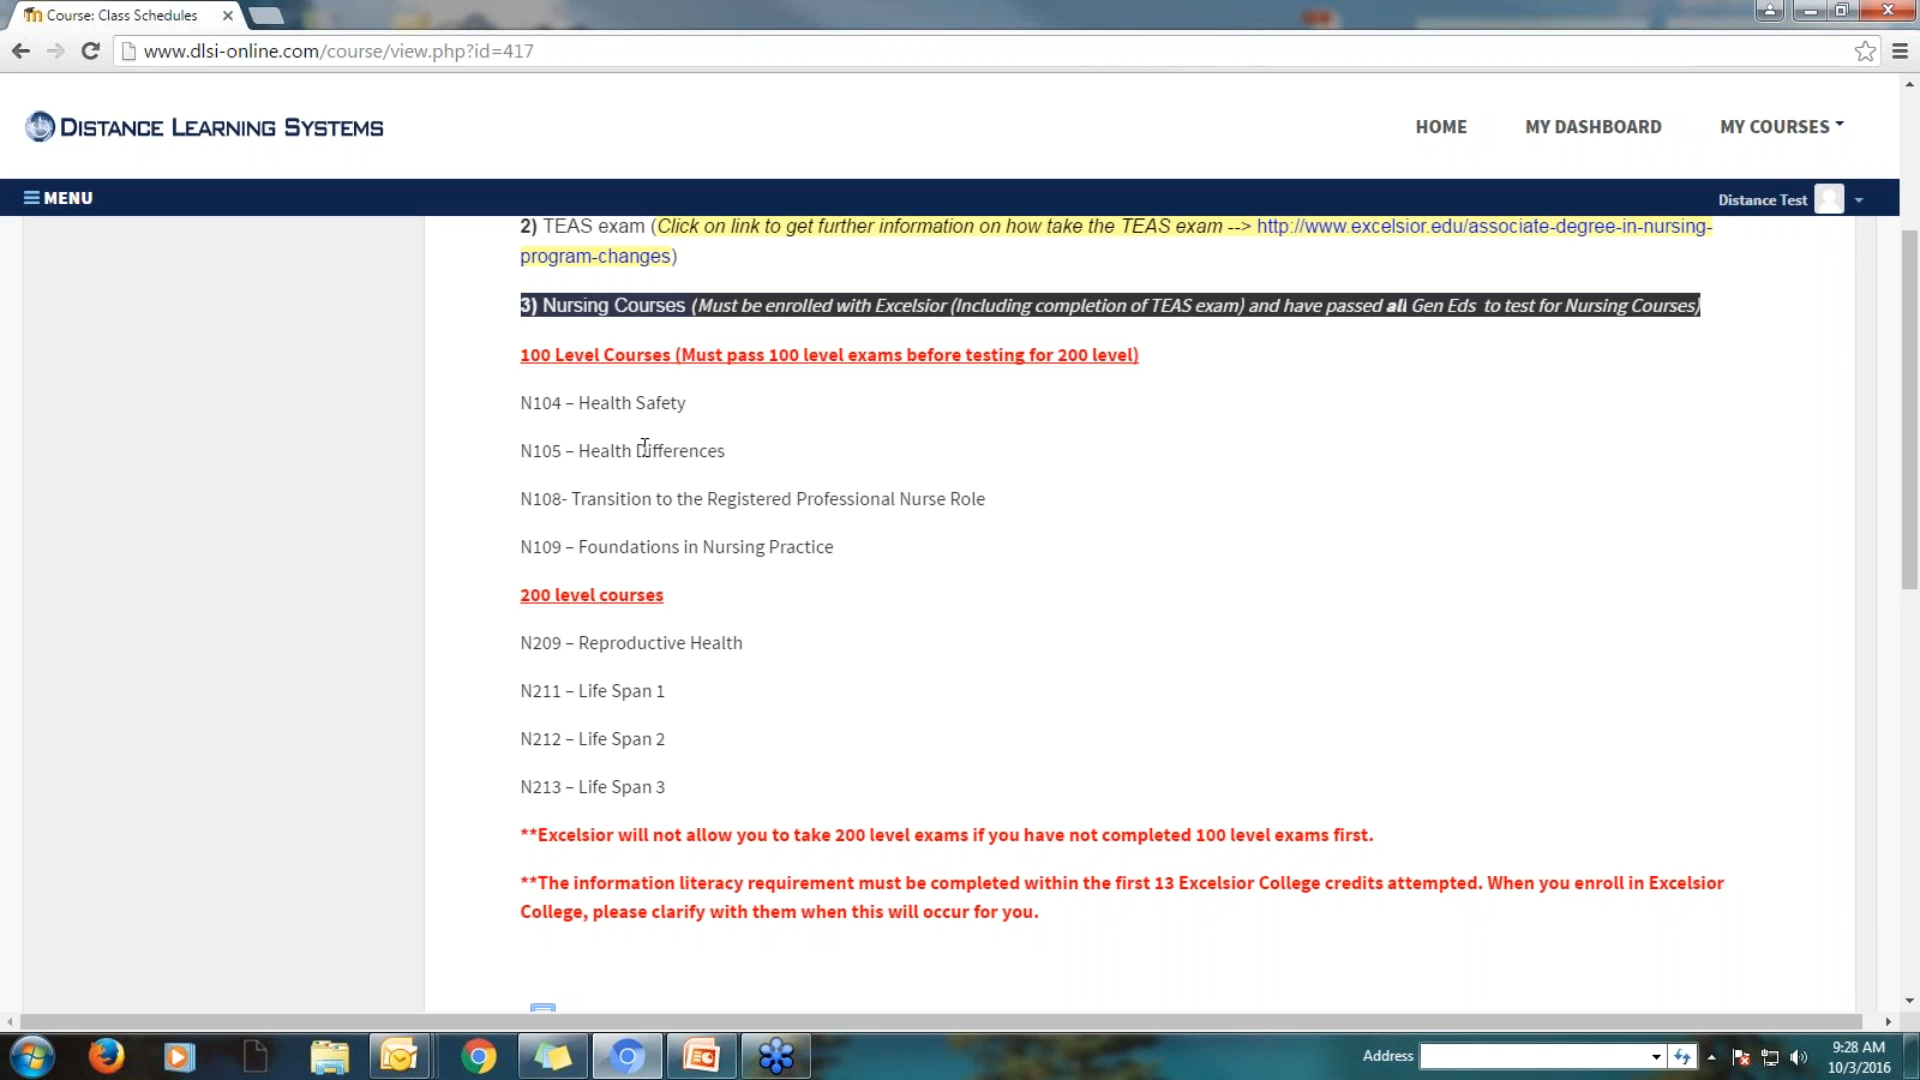 Course: Class Schedules
www.dlsi-online.com/course/view.php?id=417
DISTANCE LEARNING SYSTEMS
HOME
MY DASHBOARD
MY COURSES
MENU
Distance Test
2) TEAS exam (Click on link to get further information on how take the TEAS exam --> http://www.excelsior.edu/associate-degree-in-nursing-
program-changes)
3) Nursing Courses (Must be enrolled with Excelsior (Including completion of TEAS exam) and have passed all Gen Eds to test for Nursing Courses)
100 Level Courses (Must pass 100 level exams before testing for 200 level)
N104 – Health Safety
N105 – Health Differences
N108- Transition to the Registered Professional Nurse Role
N109 – Foundations in Nursing Practice
200 level courses
N209 – Reproductive Health
N211 – Life Span 1
N212 – Life Span 2
N213 – Life Span 3
**Excelsior will not allow you to take 200 level exams if you have not completed 100 level exams first.
**The information literacy requirement must be completed within the first 13 Excelsior College credits attempted. When you enroll in Excelsior
College, please clarify with them when this will occur for you.
Address
9:28 AM
10/3/2016